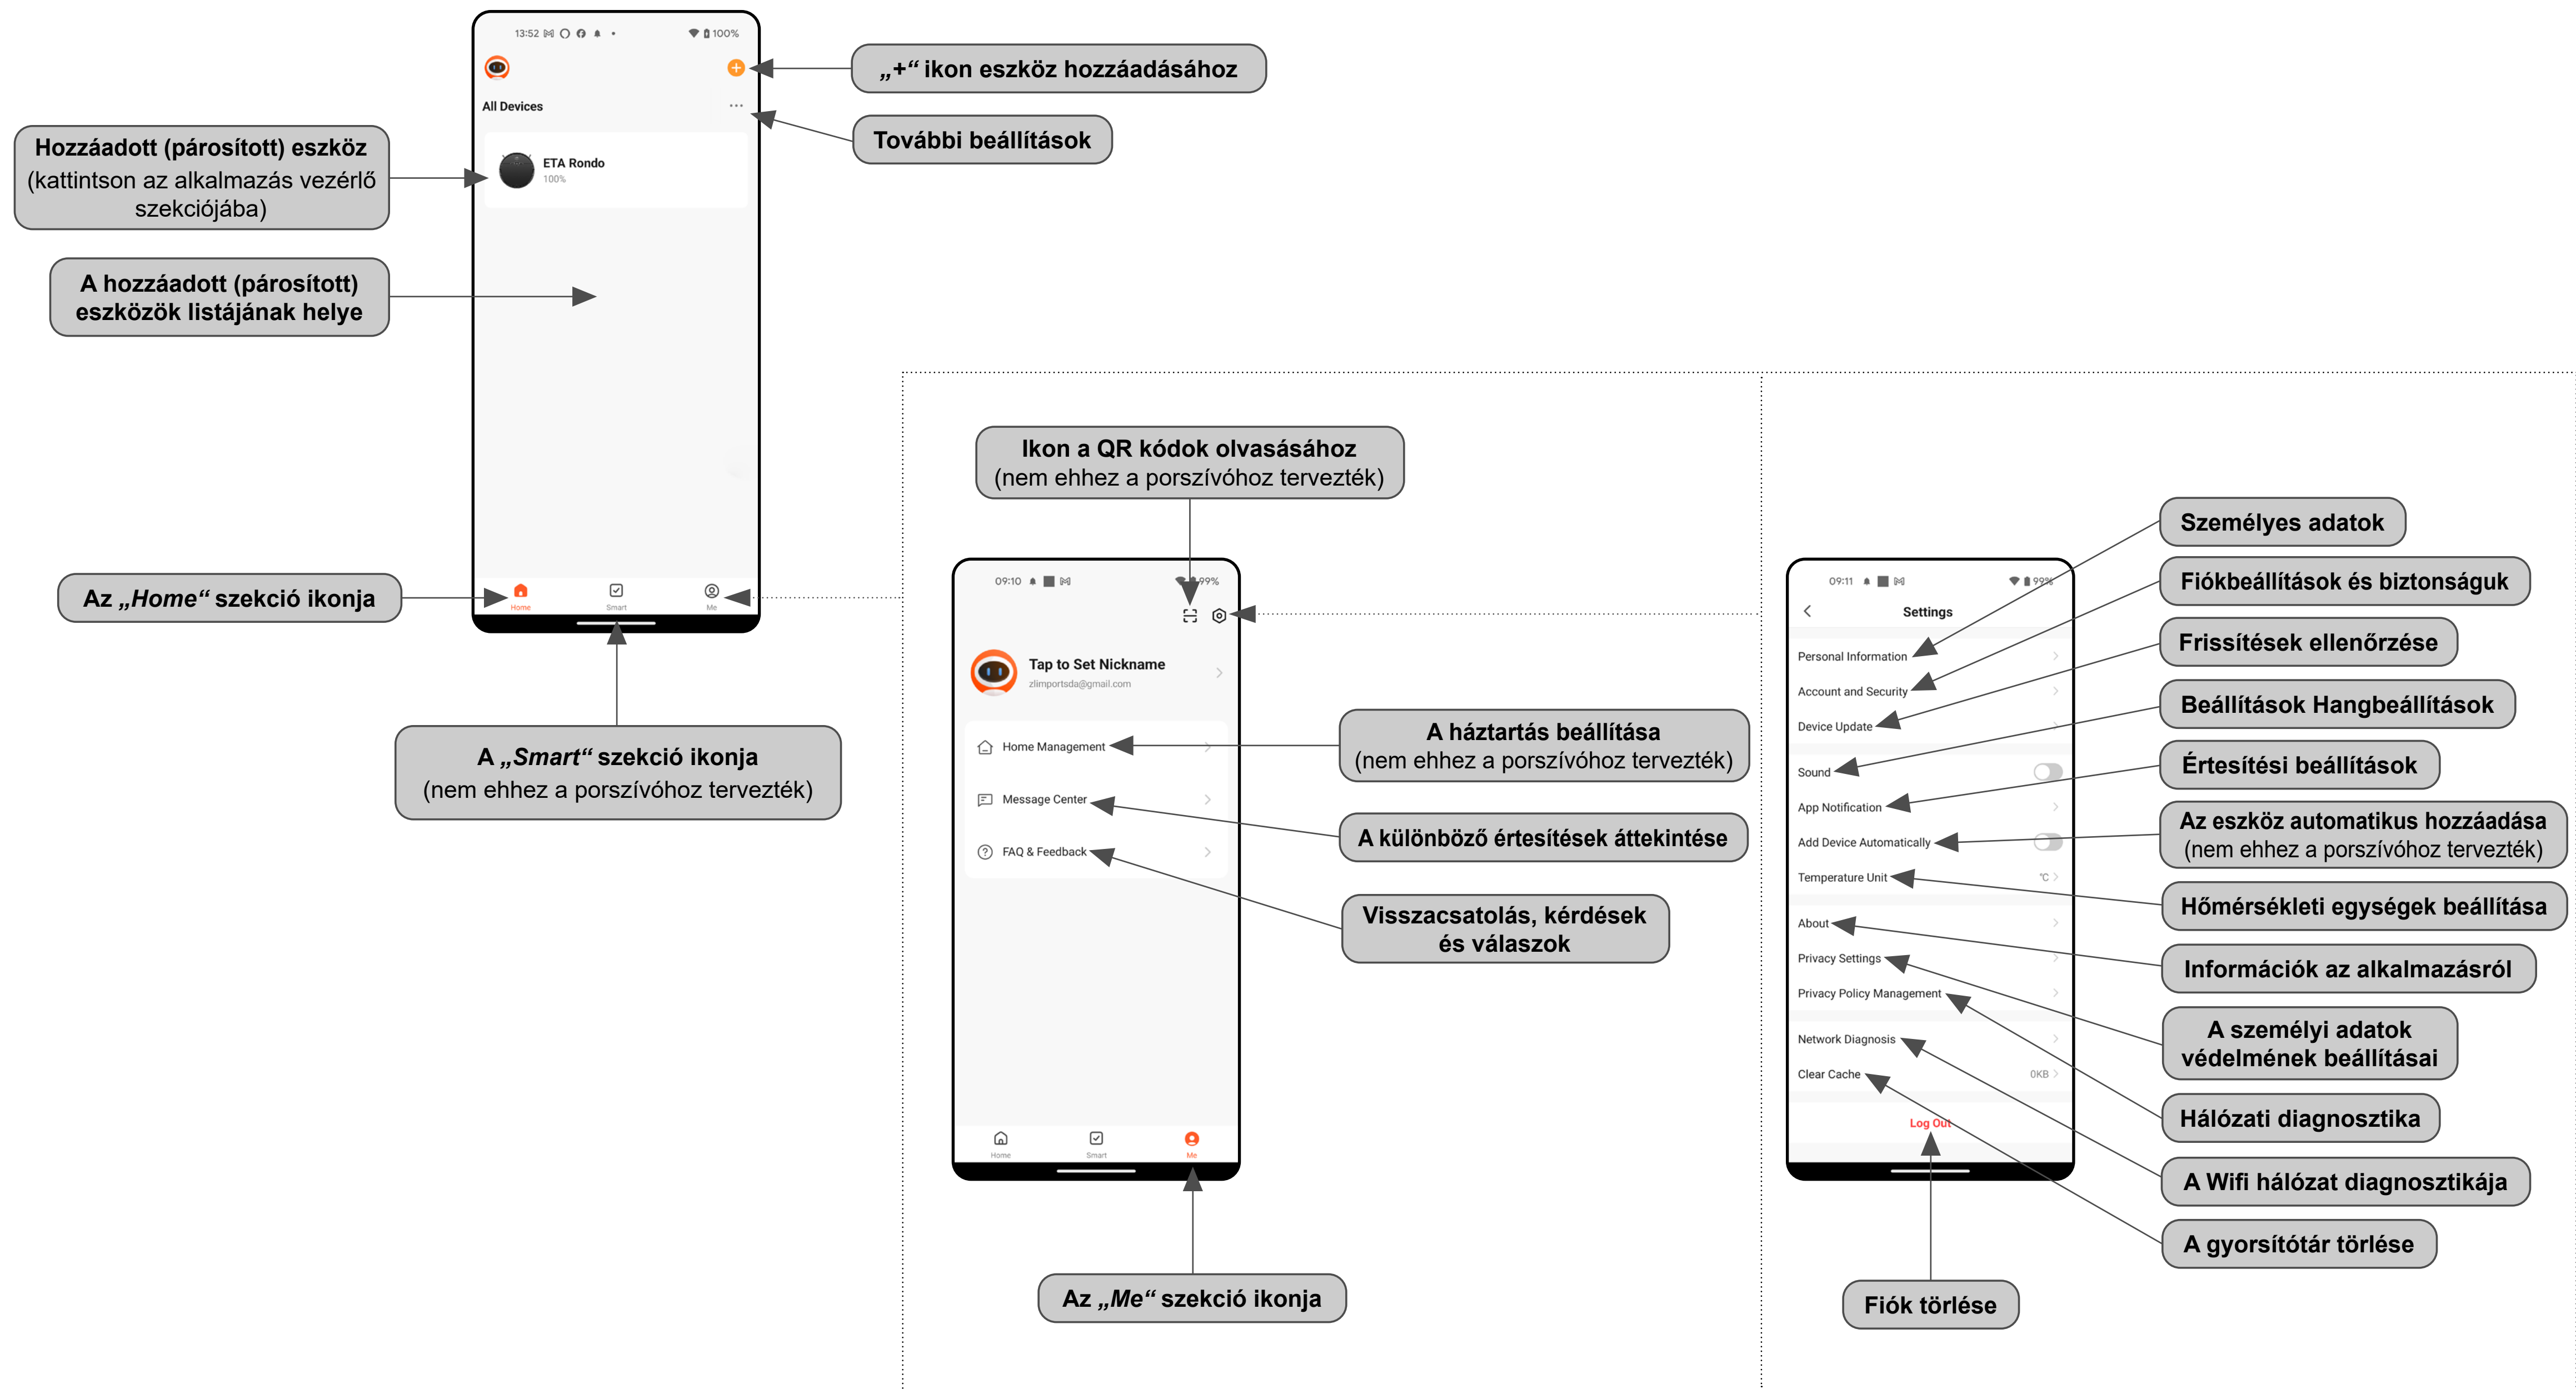 13:52
100%
„+“ ikon eszköz hozzáadásához
All Devices
További beállítások
Hozzáadott (párosított) eszköz
(kattintson az alkalmazás vezérlő
szekciójába)
ETA Rondo
100%
A hozzáadott (párosított)
eszközök listájának helye
Az „Home“ szekció ikonja
Home
Smart
Me
A „Smart“ szekció ikonja
(nem ehhez a porszívóhoz tervezték)
Ikon a QR kódok olvasásához
(nem ehhez a porszívóhoz tervezték)
09:10
99%
Tap to Set Nickname
zlimportsda@gmail.com
Home Management
Message Center
FAQ & Feedback
A háztartás beállítása
(nem ehhez a porszívóhoz tervezték)
A különböző értesítések áttekintése
Visszacsatolás, kérdések
és válaszok
Home
Smart
Me
Az „Me“ szekció ikonja
09:11
99%
Settings
Personal Information
Account and Security
Device Update
Sound
App Notification
Add Device Automatically
Temperature Unit
°C
About
Privacy Settings
Privacy Policy Management
Network Diagnosis
Clear Cache
0KB
Log Out
Személyes adatok
Fiókbeállítások és biztonságuk
Frissítések ellenőrzése
Beállítások Hangbeállítások
Értesítési beállítások
Az eszköz automatikus hozzáadása
(nem ehhez a porszívóhoz tervezték)
Hőmérsékleti egységek beállítása
Információk az alkalmazásról
A személyi adatok
védelmének beállításai
Hálózati diagnosztika
A Wifi hálózat diagnosztikája
A gyorsítótár törlése
Fiók törlése